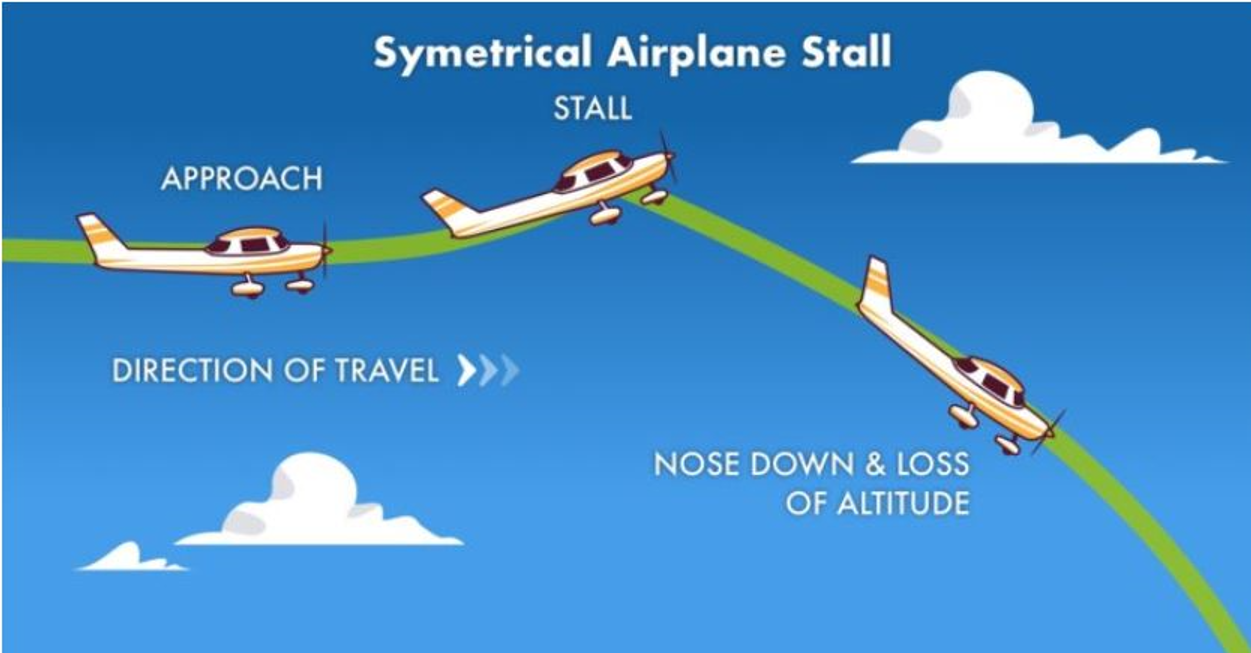 Symetrical Airplane Stall
STALL
APPROACH
DIRECTION OF TRAVEL
NOSE DOWN & LOSS
OF ALTITUDE